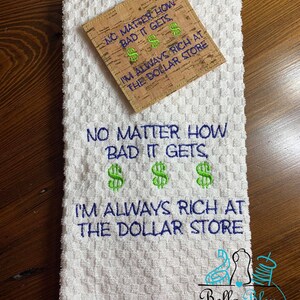 NO MATTER HOW
BAD IT GETS,
$ $ $
I'M ALWAYS RICH AT
THE DOLLAR STORE
NO MATTER HOW
BAD IT GETS,
$ $ $
I'M ALWAYS RICH AT
THE DOLLAR STORE